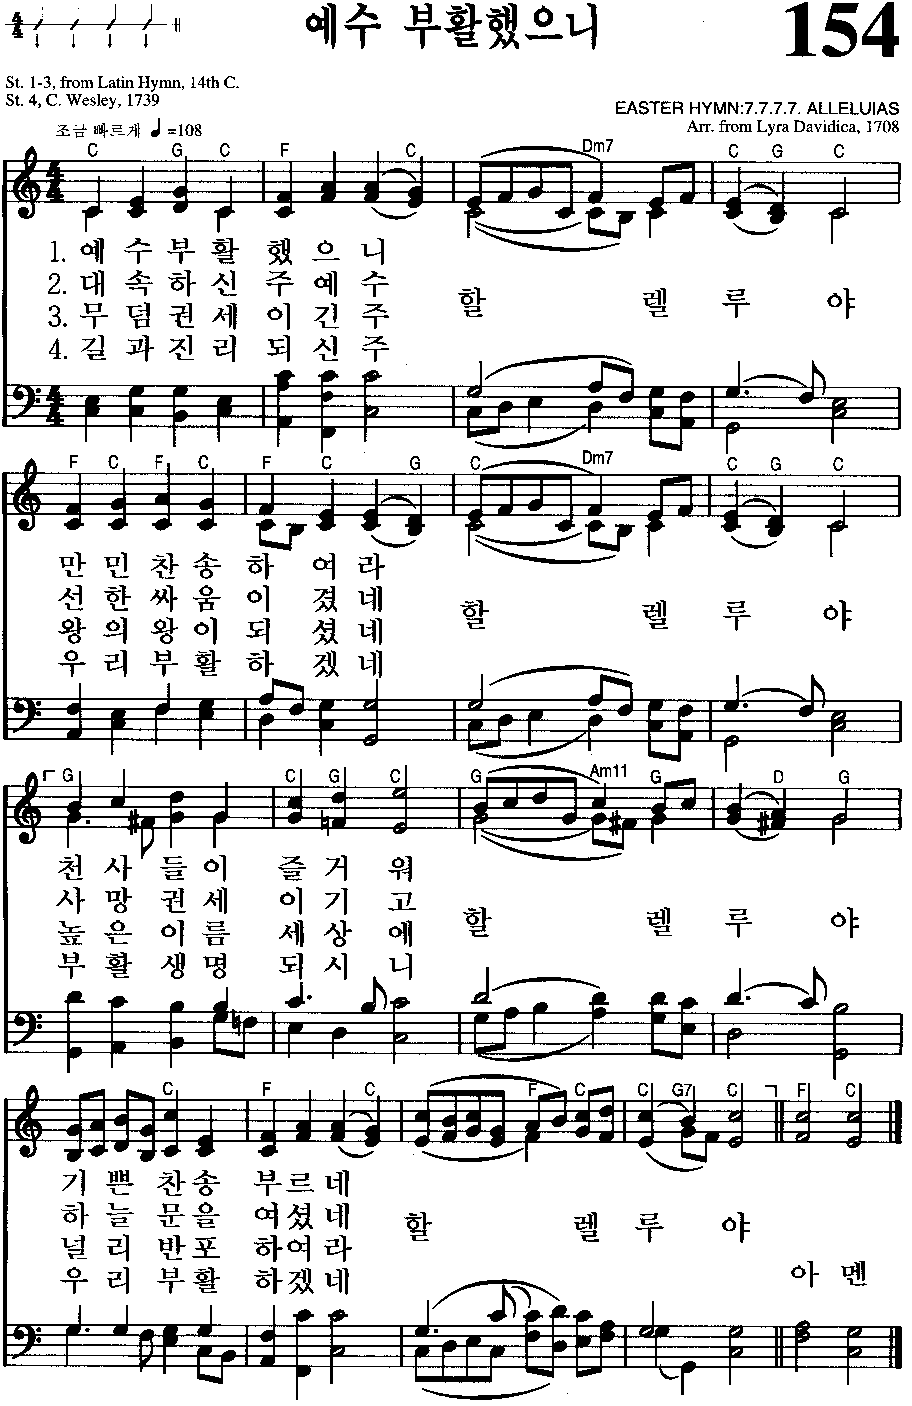 4/4 예수 부활했으니 154
St. 1-3, from Latin Hymn, 14th C.
St. 4, C. Wesley, 1739
EASTER HYMN:7.7.7.7. ALLELUIAS
조금 빠르게 ♩=108 Arr. from Lyra Davidica, 1708
C G C F C Dm7 C G C
1. 예 수 부 활 했 으 니
2. 대 속 하 신 주 예 수
할 렐 루 야
3. 무 덤 권 세 이 긴 주
4. 길 과 진 리 되 신 주
F C F C F C G C Dm7 C G C
만 민 찬 송 하 여 라
선 한 싸 움 이 겼 네
할 렐 루 야
왕 의 왕 이 되 셨 네
우 리 부 활 하 겠 네
G C G C G Am11 G D G
천 사 들 이 즐 거 워
사 망 권 세 이 기 고
할 렐 루 야
높 은 이 름 세 상 에
부 활 생 명 되 시 니
C F C F C C G7 C F C
기 쁜 찬 송 부 르 네
하 늘 문 을 여 셨 네
할 렐 루 야
널 리 반 포 하 여 라
우 리 부 활 하 겠 네
아 멘